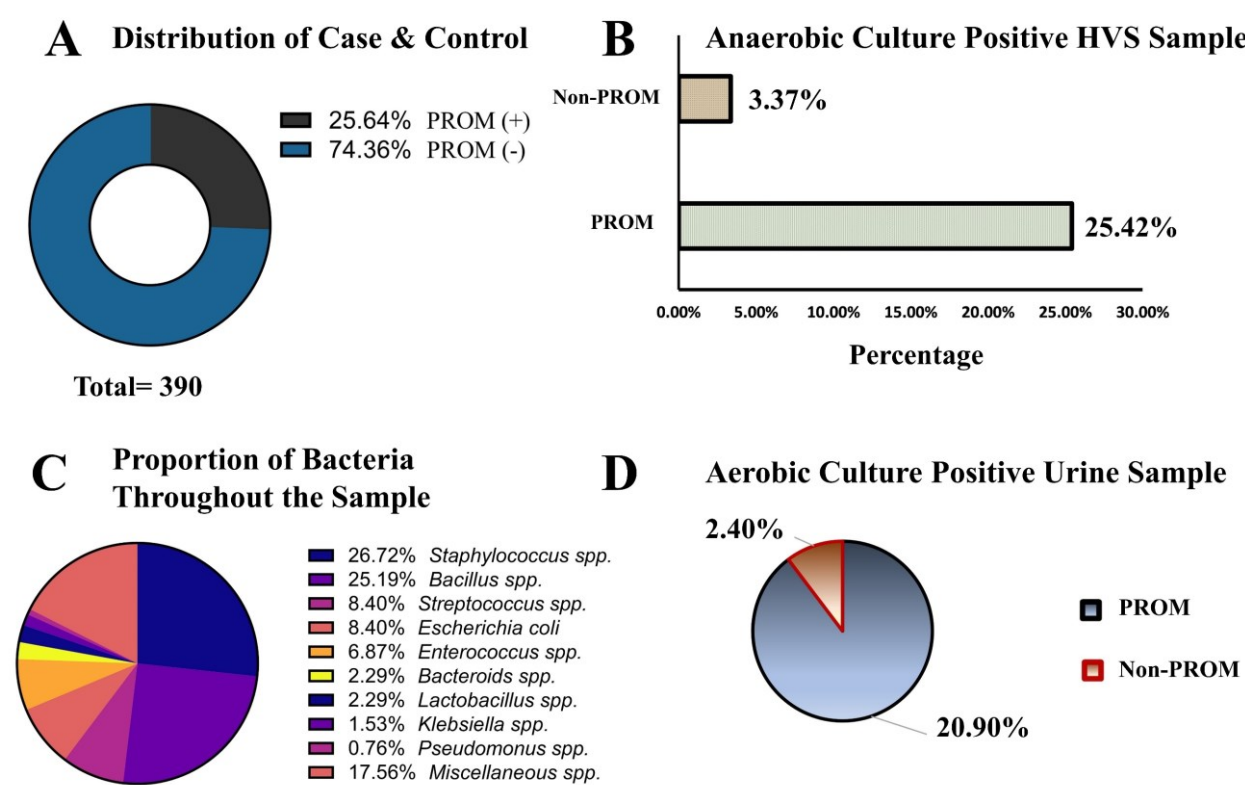 A Distribution of Case & Control
25.64% PROM (+)
74.36% PROM (-)
Total= 390
B Anaerobic Culture Positive HVS Sample
Non-PROM
3.37%
PROM
25.42%
0.00% 5.00% 10.00% 15.00% 20.00% 25.00% 30.00%
Percentage
C Proportion of Bacteria
Throughout the Sample
26.72% Staphylococcus spp.
25.19% Bacillus spp.
8.40% Streptococcus spp.
8.40% Escherichia coli
6.87% Enterococcus spp.
2.29% Bacteroids spp.
2.29% Lactobacillus spp.
1.53% Klebsiella spp.
0.76% Pseudomonus spp.
17.56% Miscellaneous spp.
D Aerobic Culture Positive Urine Sample
2.40%
PROM
Non-PROM
20.90%